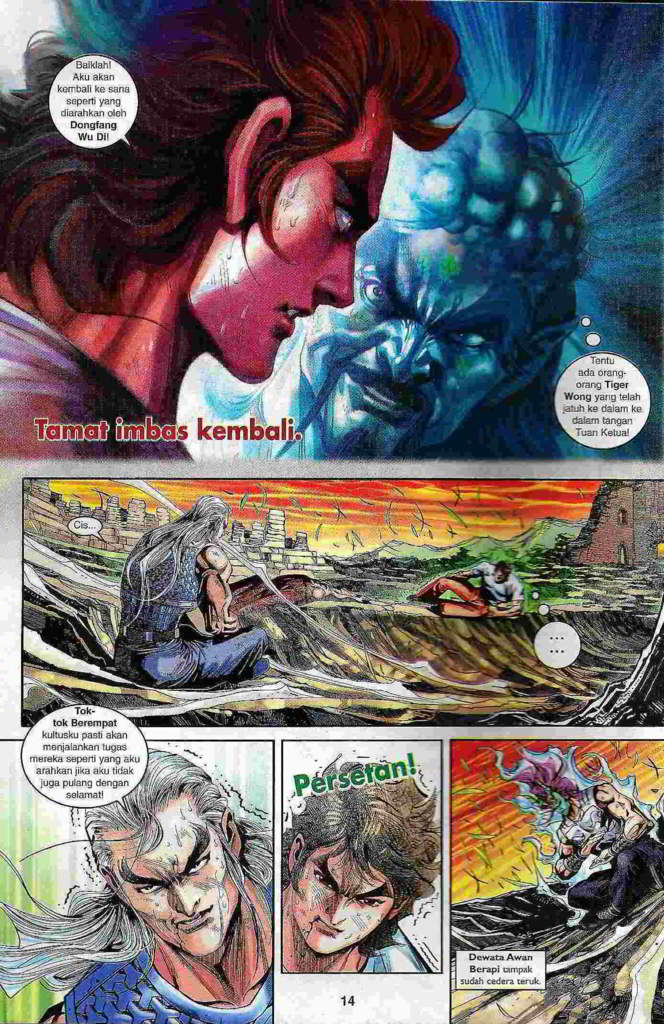 Baiklah!
Aku akan
kembali ke sana
seperti yang
diarahkan oleh
Dongfang
Wu Di!
Tentu
ada orang-
orang Tiger
Wong yang telah
jatuh ke dalam ke
dalam tangan
Tuan Ketua!
Tamat imbas kembali.
Cis...
...
...
Tok-
tok Berempat
kultusku pasti akan
menjalankan tugas
mereka seperti yang aku
arahkan jika aku tidak
juga pulang dengan
selamat!
Persetan!
Dewata Awan
Berapi tampak
sudah cedera teruk.
14